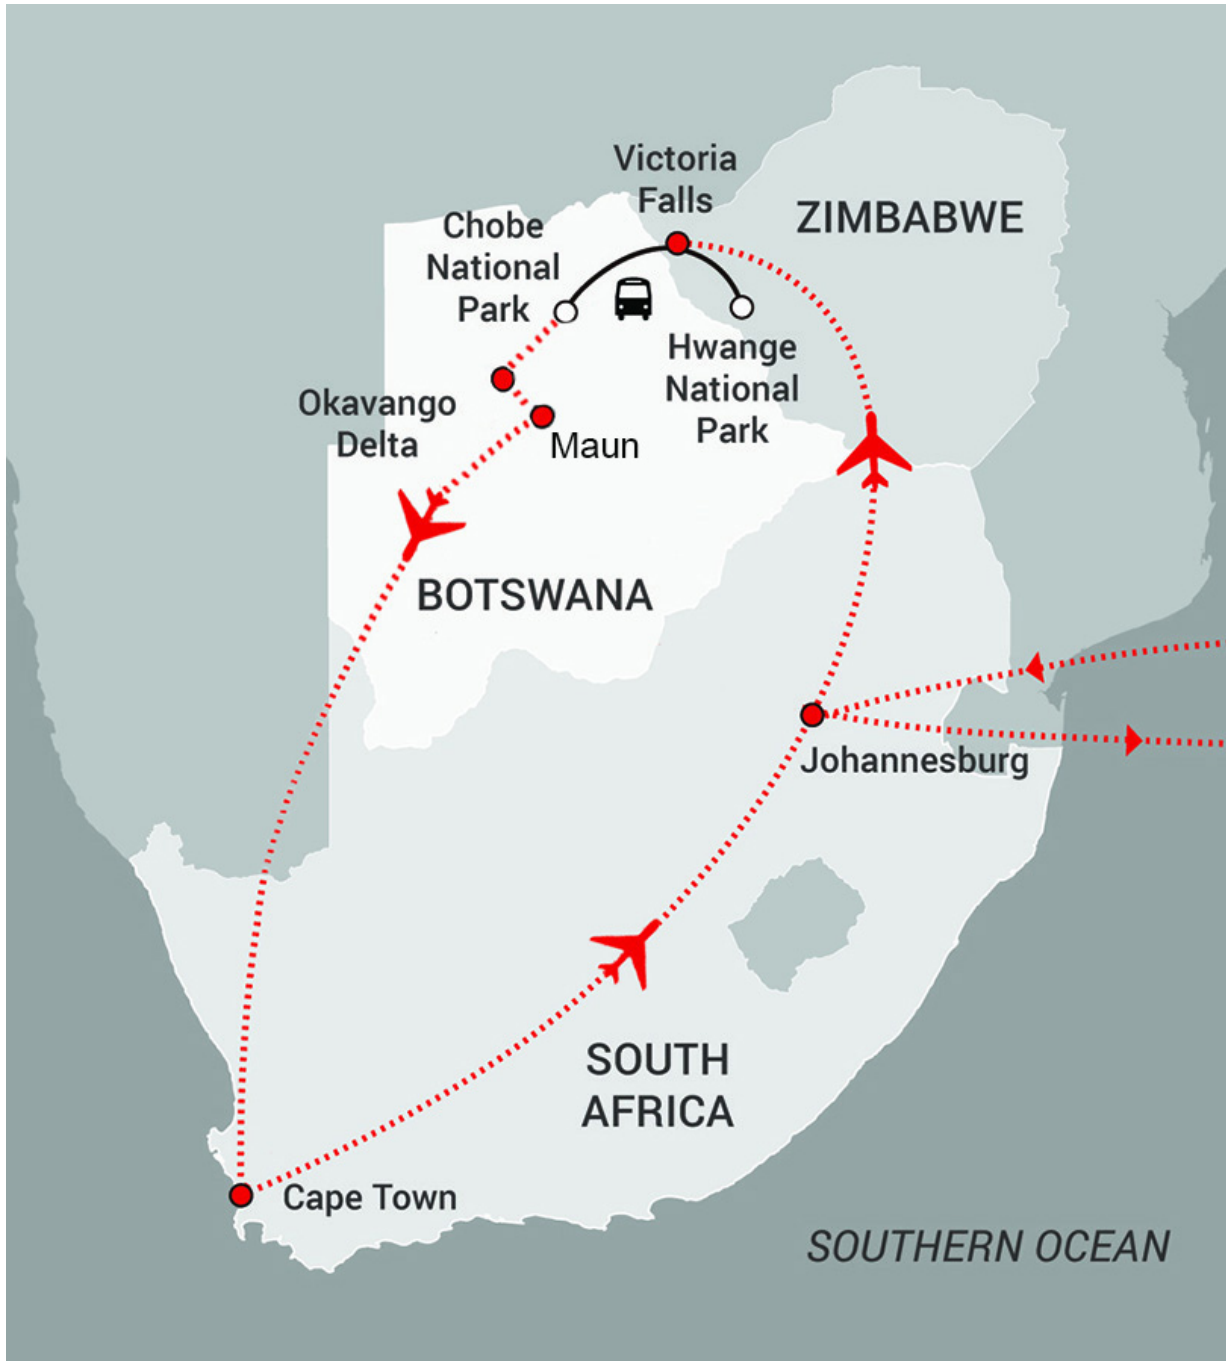 Victoria
Falls
ZIMBABWE
Chobe
National
Park
Hwange
National
Park
Okavango
Delta
Maun
BOTSWANA
Johannesburg
SOUTH
AFRICA
Cape Town
SOUTHERN OCEAN